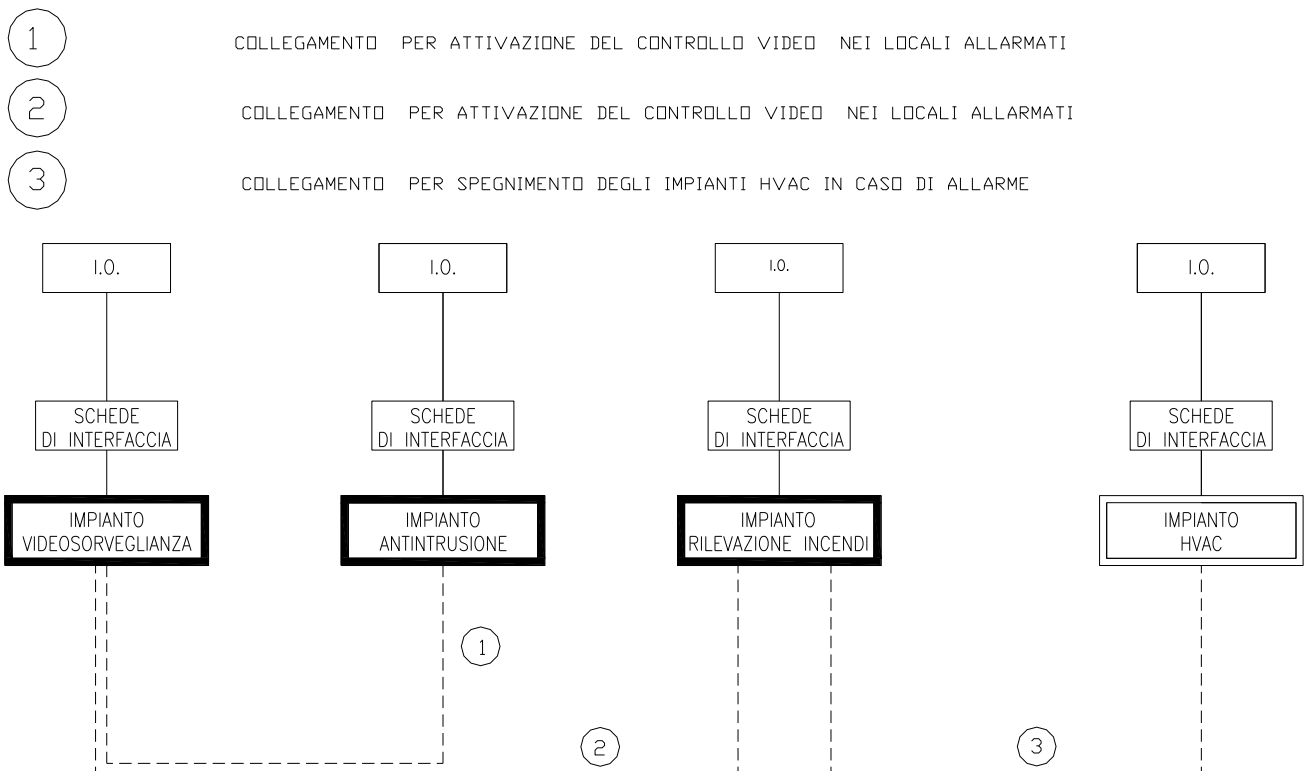 1 COLLEGAMENTO PER ATTIVAZIONE DEL CONTROLLO VIDEO NEI LOCALI ALLARMATI
2 COLLEGAMENTO PER ATTIVAZIONE DEL CONTROLLO VIDEO NEI LOCALI ALLARMATI
3 COLLEGAMENTO PER SPEGNIMENTO DEGLI IMPIANTI HVAC IN CASO DI ALLARME
I.O.
I.O.
I.O.
I.O.
SCHEDE
DI INTERFACCIA
SCHEDE
DI INTERFACCIA
SCHEDE
DI INTERFACCIA
SCHEDE
DI INTERFACCIA
IMPIANTO
VIDEOSORVEGLIANZA
IMPIANTO
ANTINTRUSIONE
IMPIANTO
RILEVAZIONE INCENDI
IMPIANTO
HVAC
1
2
3